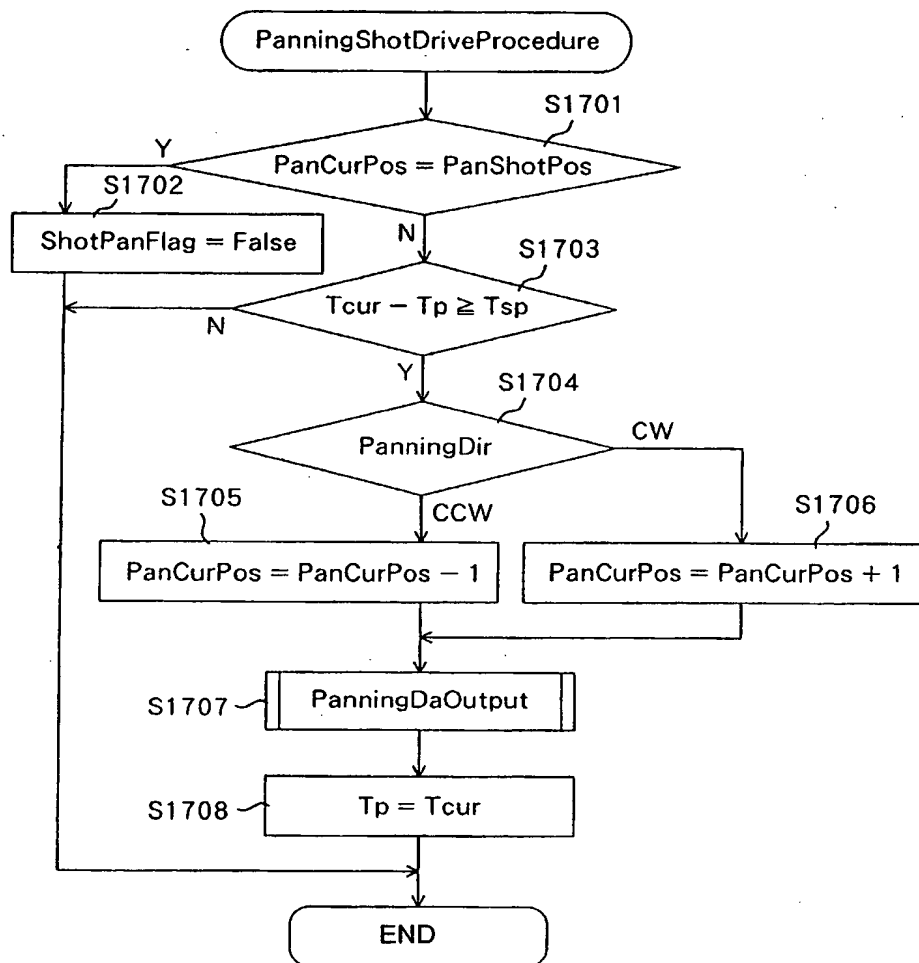 PanningShotDriveProcedure
S1701
Y
PanCurPos = PanShotPos
S1702
ShotPanFlag = False
N
S1703
Tcur − Tp ≧ Tsp
N
Y
S1704
PanningDir
CW
CCW
S1705
S1706
PanCurPos = PanCurPos − 1
PanCurPos = PanCurPos + 1
S1707
PanningDaOutput
S1708
Tp = Tcur
END